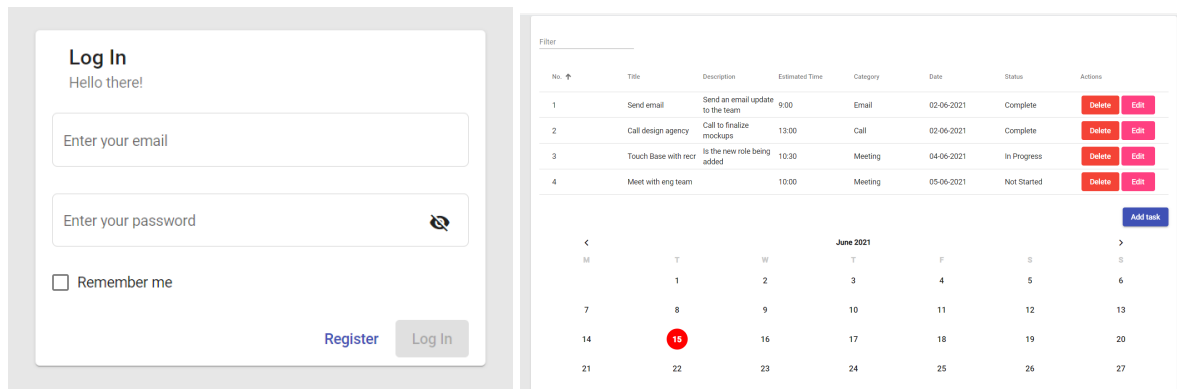 Log In
Hello there!
Enter your email
Enter your password
Remember me
Register Log In
Filter
No. Title Description Estimated Time Category Date Status Actions
1 Send email Send an email update to the team 9:00 Email 02-06-2021 Complete Delete Edit
2 Call design agency Call to finalize mockups 13:00 Call 02-06-2021 Complete Delete Edit
3 Touch Base with recr Is the new role being added 10:30 Meeting 04-06-2021 In Progress Delete Edit
4 Meet with eng team 10:00 Meeting 05-06-2021 Not Started Delete Edit
Add task
June 2021
M T W T F S S
1 2 3 4 5 6
7 8 9 10 11 12 13
14 15 16 17 18 19 20
21 22 23 24 25 26 27